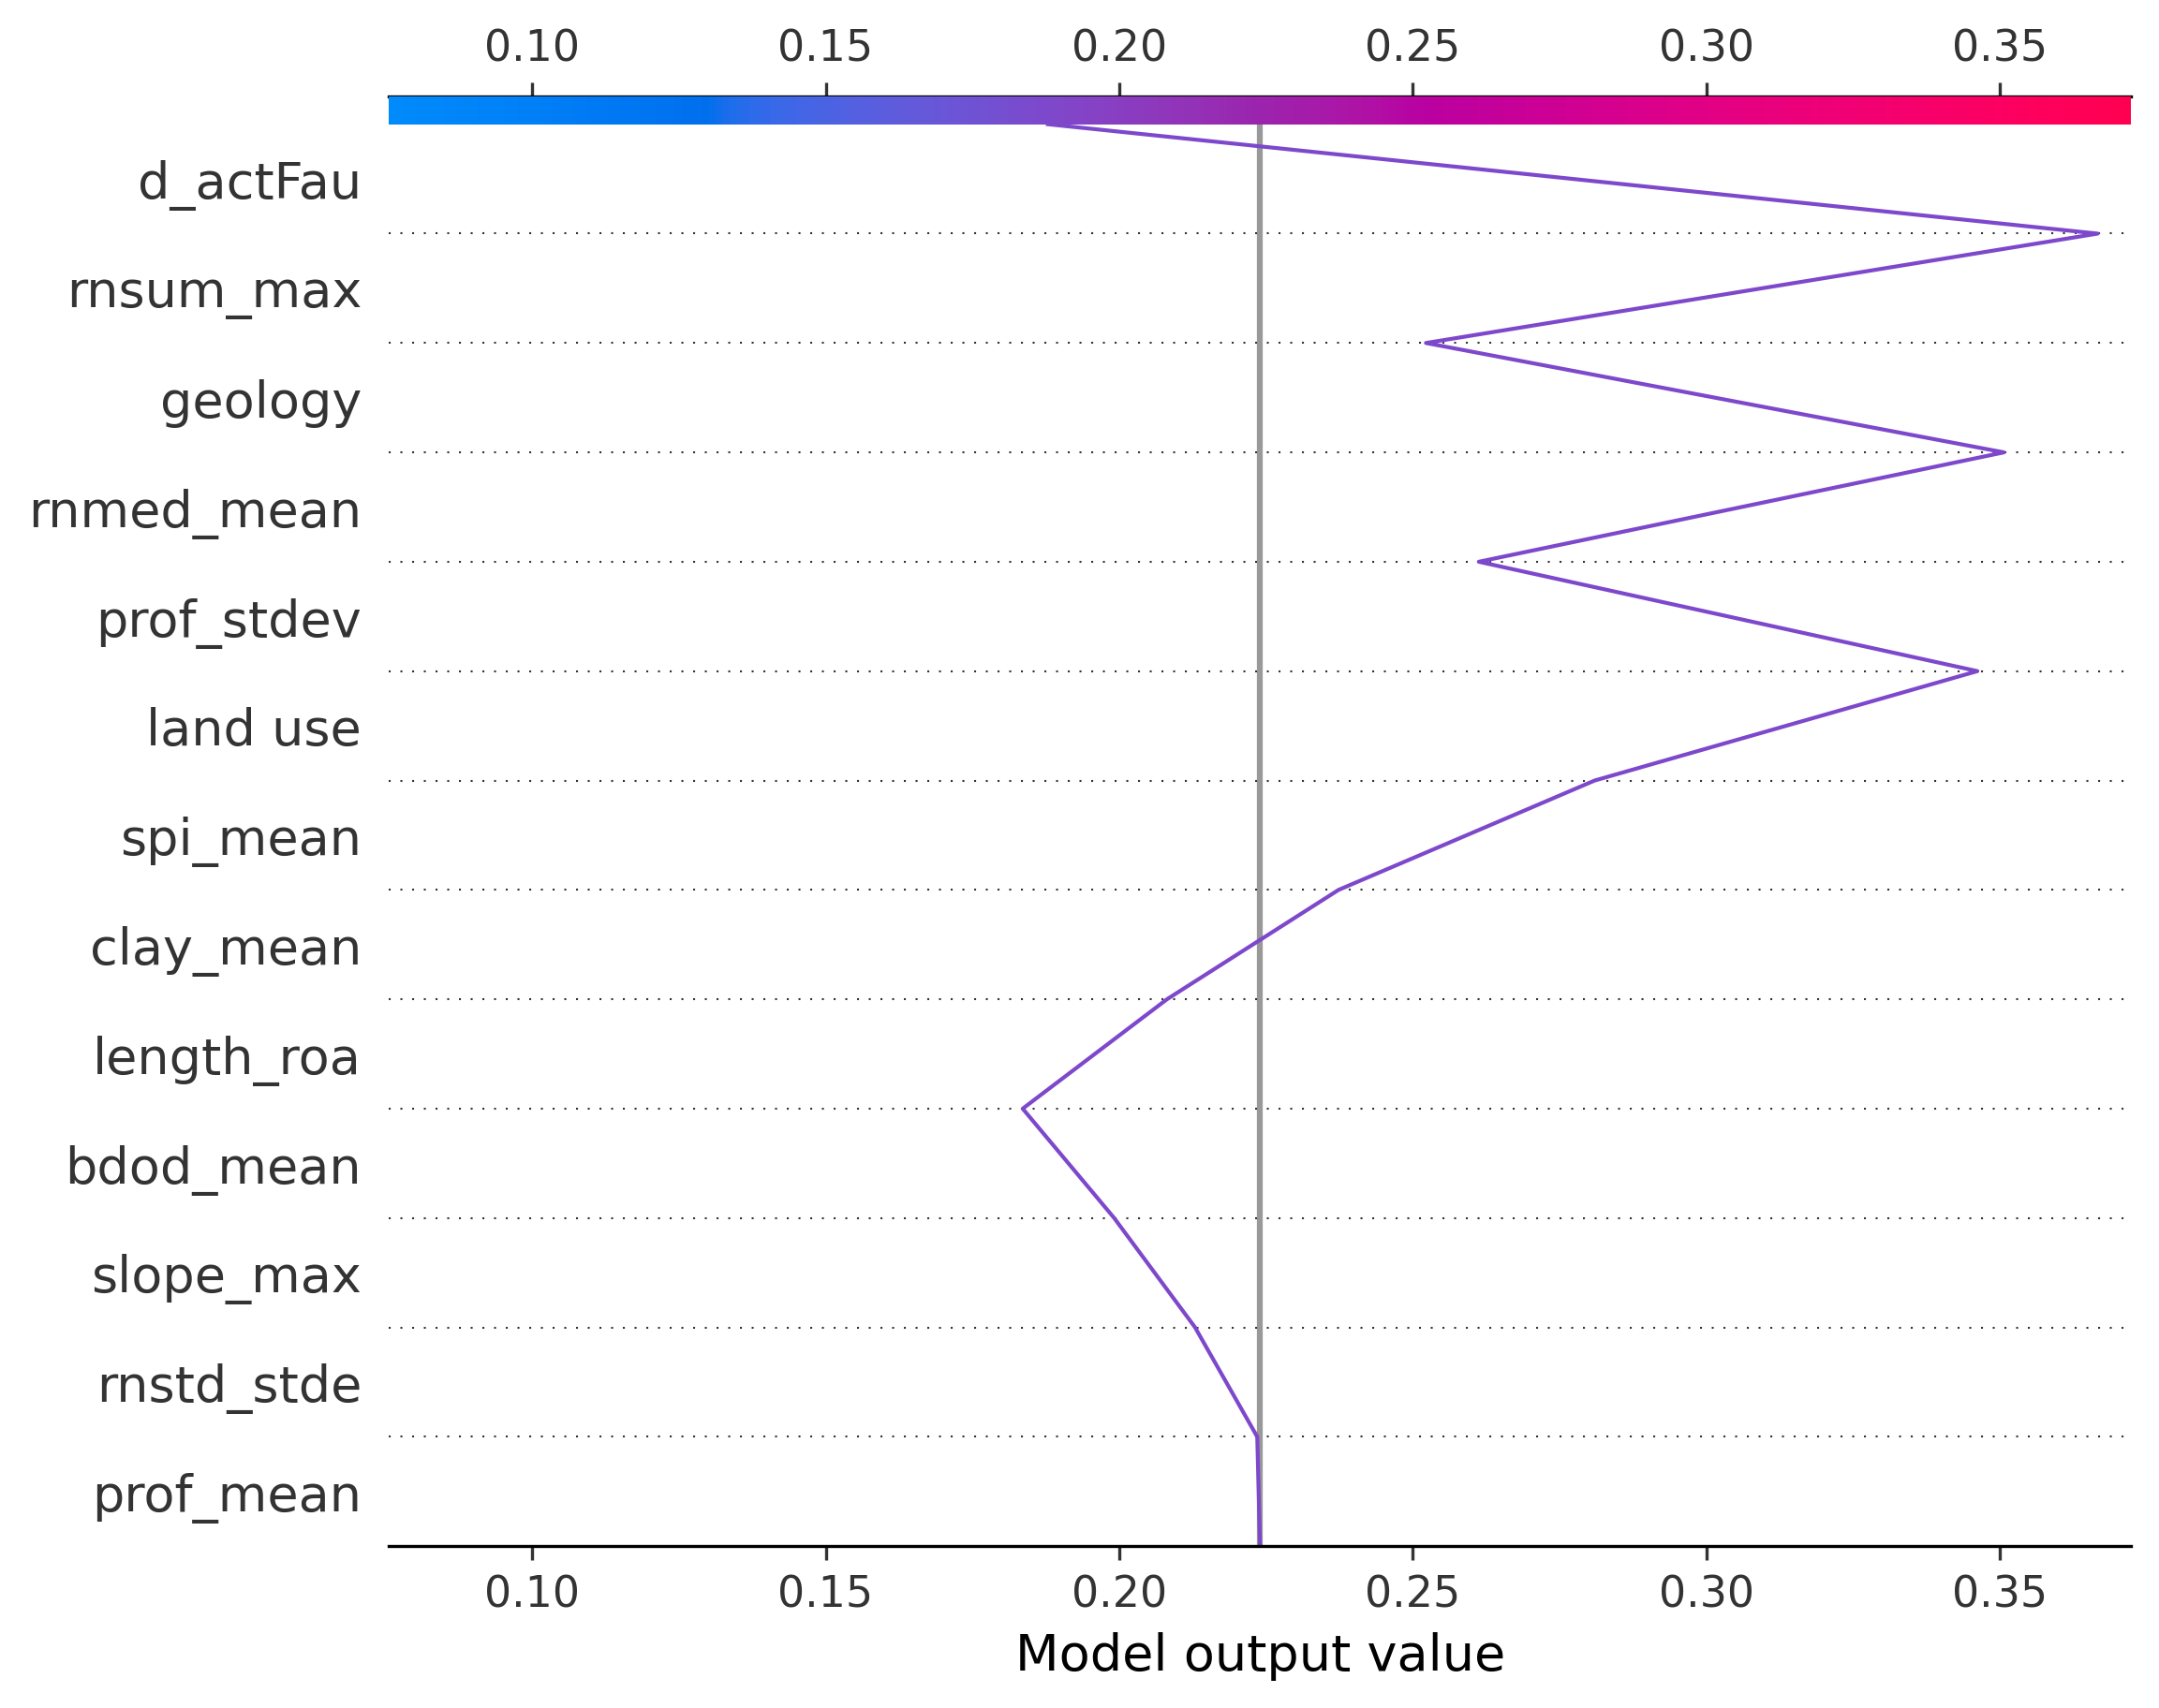 0.10 0.15 0.20 0.25 0.30 0.35
d_actFau
rnsum_max
geology
rnmed_mean
prof_stdev
land use
spi_mean
clay_mean
length_roa
bdod_mean
slope_max
rnstd_stde
prof_mean
0.10 0.15 0.20 0.25 0.30 0.35
Model output value